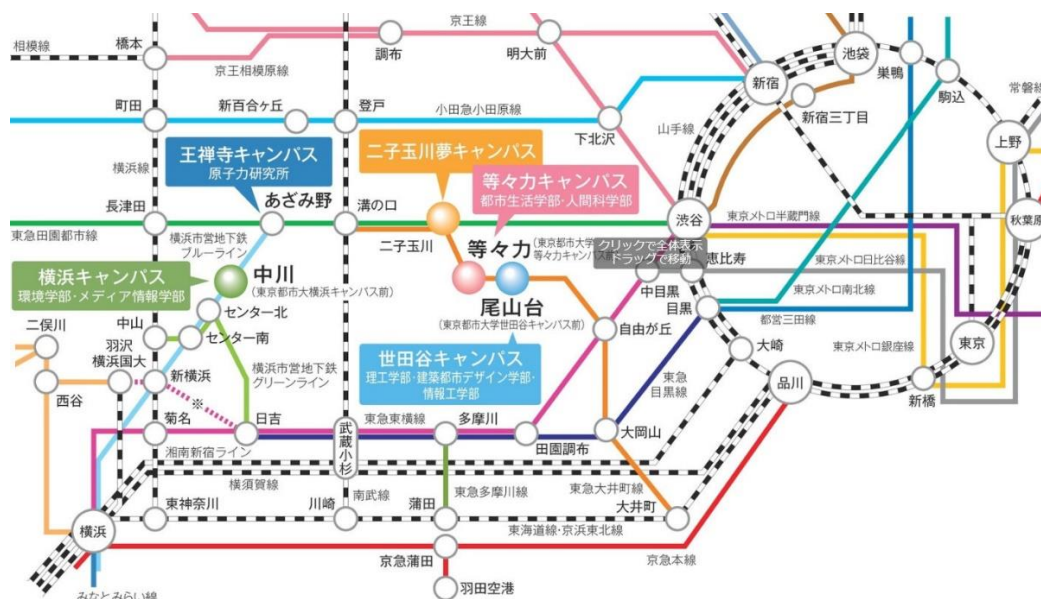 相模線
橋本
京王相模原線
調布
京王線
明大前
新宿
池袋
巣鴨
駒込
常磐線
上野
秋葉原
町田
新百合ヶ丘
登戸
小田急小田原線
下北沢
山手線
新宿三丁目
横浜線
王禅寺キャンパス
原子力研究所
二子玉川夢キャンパス
等々力キャンパス
都市生活学部・人間科学部
長津田
あざみ野
溝の口
渋谷
東急田園都市線
横浜市営地下鉄
ブルーライン
二子玉川
等々力
(東京都市大学
等々力キャンパス前
クリックで全体表示
ドラッグで移動
恵比寿
東京メトロ半蔵門線
東京メトロ日比谷線
東京メトロ南北線
都営三田線
東京メトロ銀座線
横浜キャンパス
環境学部・メディア情報学部
中川
(東京都市大横浜キャンパス前)
尾山台
(東京都市大学世田谷キャンパス前)
中目黒
目黒
センター北
二俣川
羽沢
横浜国大
中山
センター南
世田谷キャンパス
理工学部・建築都市デザイン学部・
情報工学部
自由が丘
大崎
東京
西谷
新横浜
横浜市営地下鉄
グリーンライン
東急
目黒線
品川
新橋
※
菊名
日吉
東急東横線
武蔵小杉
多摩川
田園調布
大岡山
湘南新宿ライン
横須賀線
南武線
東急多摩川線
東急大井町線
横浜
東神奈川
川崎
蒲田
大井町
東海道線・京浜東北線
京急蒲田
京急本線
羽田空港
みなとみらい線